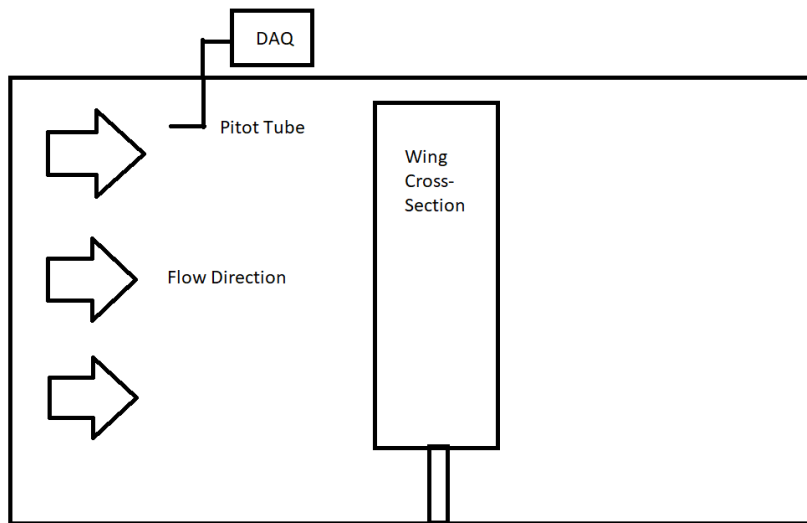 DAQ
Pitot Tube
Wing
Cross-
Section
Flow Direction